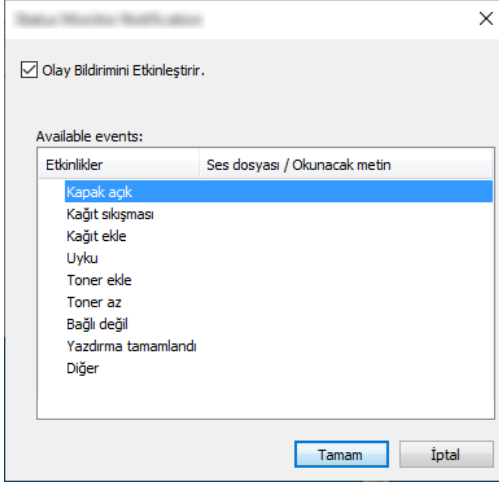 Olay Bildirimini Etkinleştir.
Available events:
Etkinlikler Ses dosyası / Okunacak metin
Kapak açık
Kağıt sıkışması
Kağıt ekle
Uyku
Toner ekle
Toner az
Bağlı değil
Yazdırma tamamlandı
Diğer
Tamam İptal